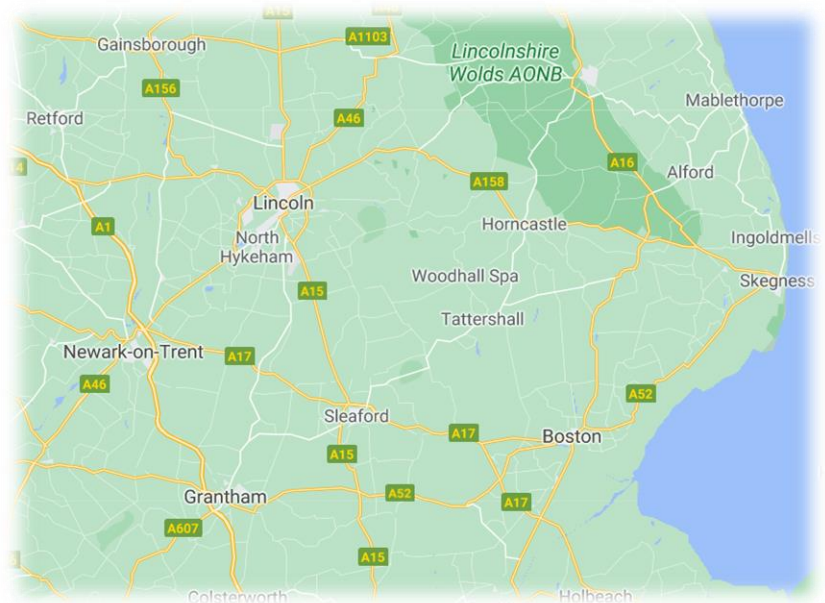 Gainsborough
A1103
A15
Lincolnshire
Wolds AONB
A156
Mablethorpe
Retford
A46
A16
Alford
A158
Lincoln
Horncastle
A1
North
Hykeham
Ingoldmells
Woodhall Spa
Skegness
A15
Tattershall
Newark-on-Trent
A17
A46
A52
Sleaford
A17
Boston
A15
Grantham
A52
A17
A607
A15
Colsterworth
Holbeach